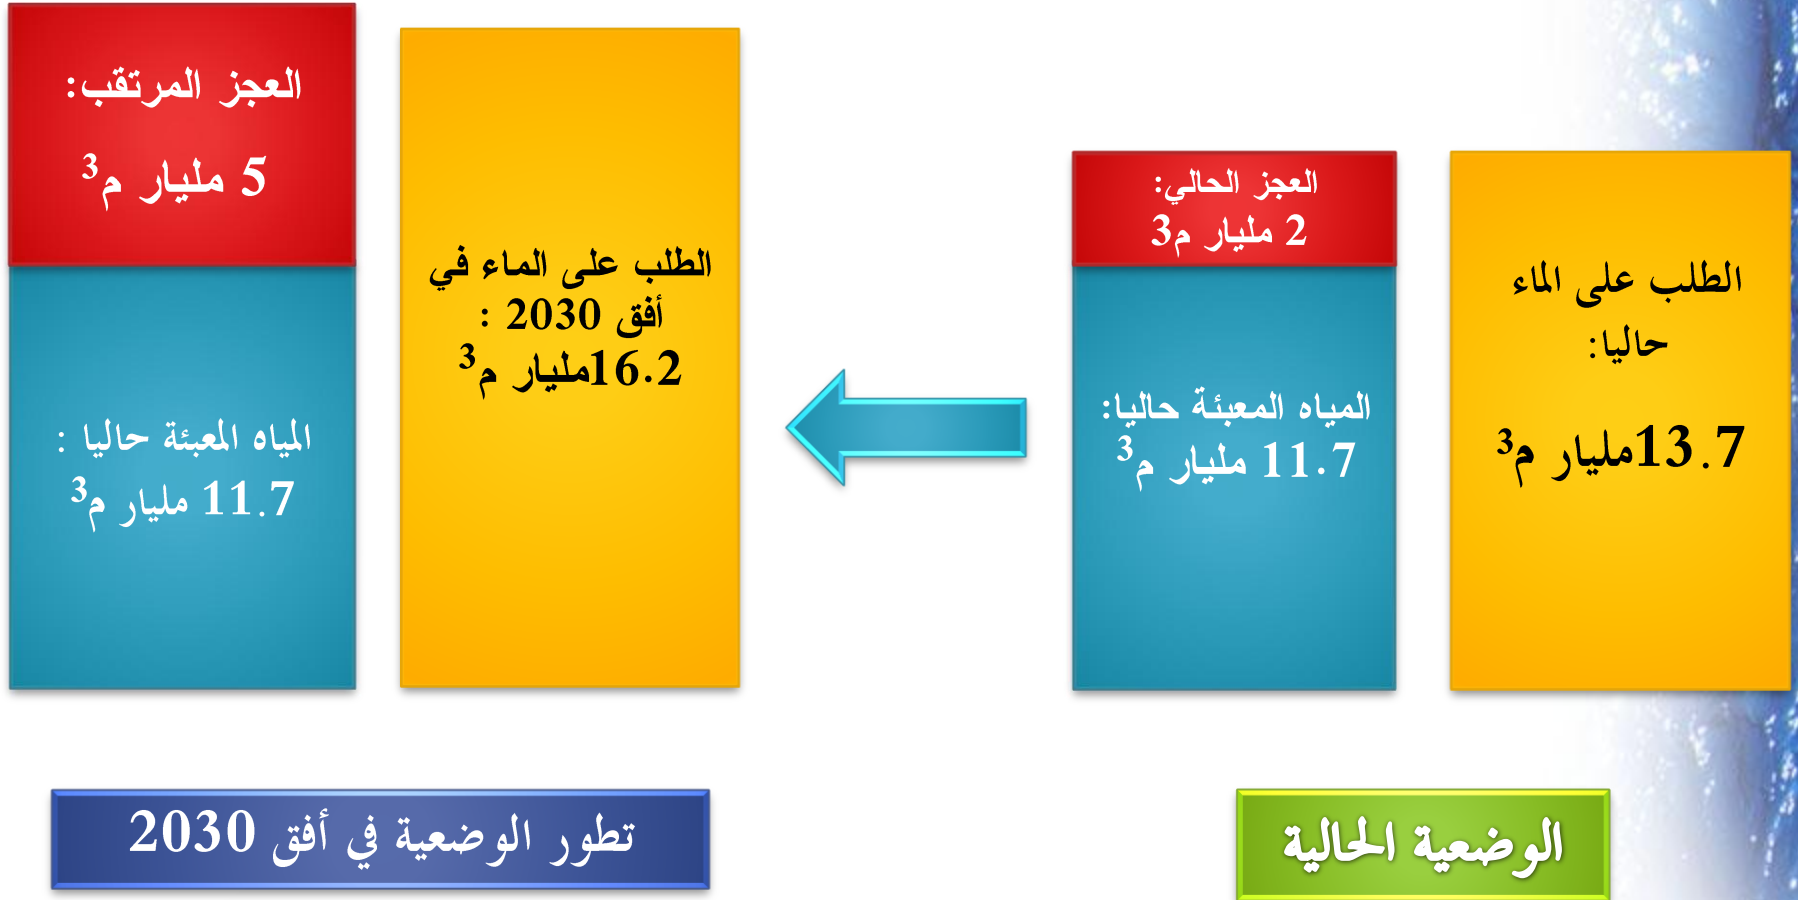 الطلب على الماء
حاليا:
13.7مليار م³
العجز الحالي:
2 مليار م3
المياه المعبئة حاليا:
11.7 مليار م³
الطلب على الماء في
أفق 2030 :
16.2مليار م³
العجز المرتقب:
5 مليار م³
المياه المعبئة حاليا :
11.7 مليار م³
الوضعية الحالية
تطور الوضعية في أفق 2030